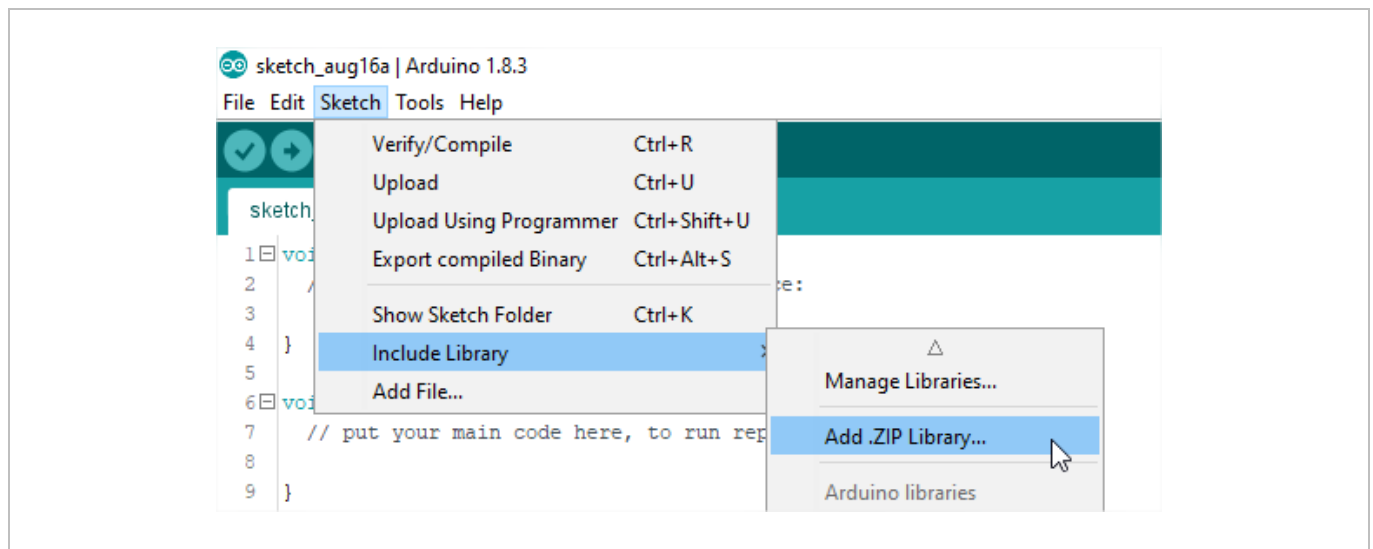 sketch_aug16a | Arduino 1.8.3
File Edit Sketch Tools Help
Verify/Compile Ctrl+R
Upload Ctrl+U
sketch_
Upload Using Programmer Ctrl+Shift+U
1 voi
Export compiled Binary Ctrl+Alt+S
2 / e:
3 Show Sketch Folder Ctrl+K
4 } Include Library
5
Manage Libraries...
6 voi Add File...
7 // put your main code here, to run rep
Add .ZIP Library...
8
9 }
Arduino libraries